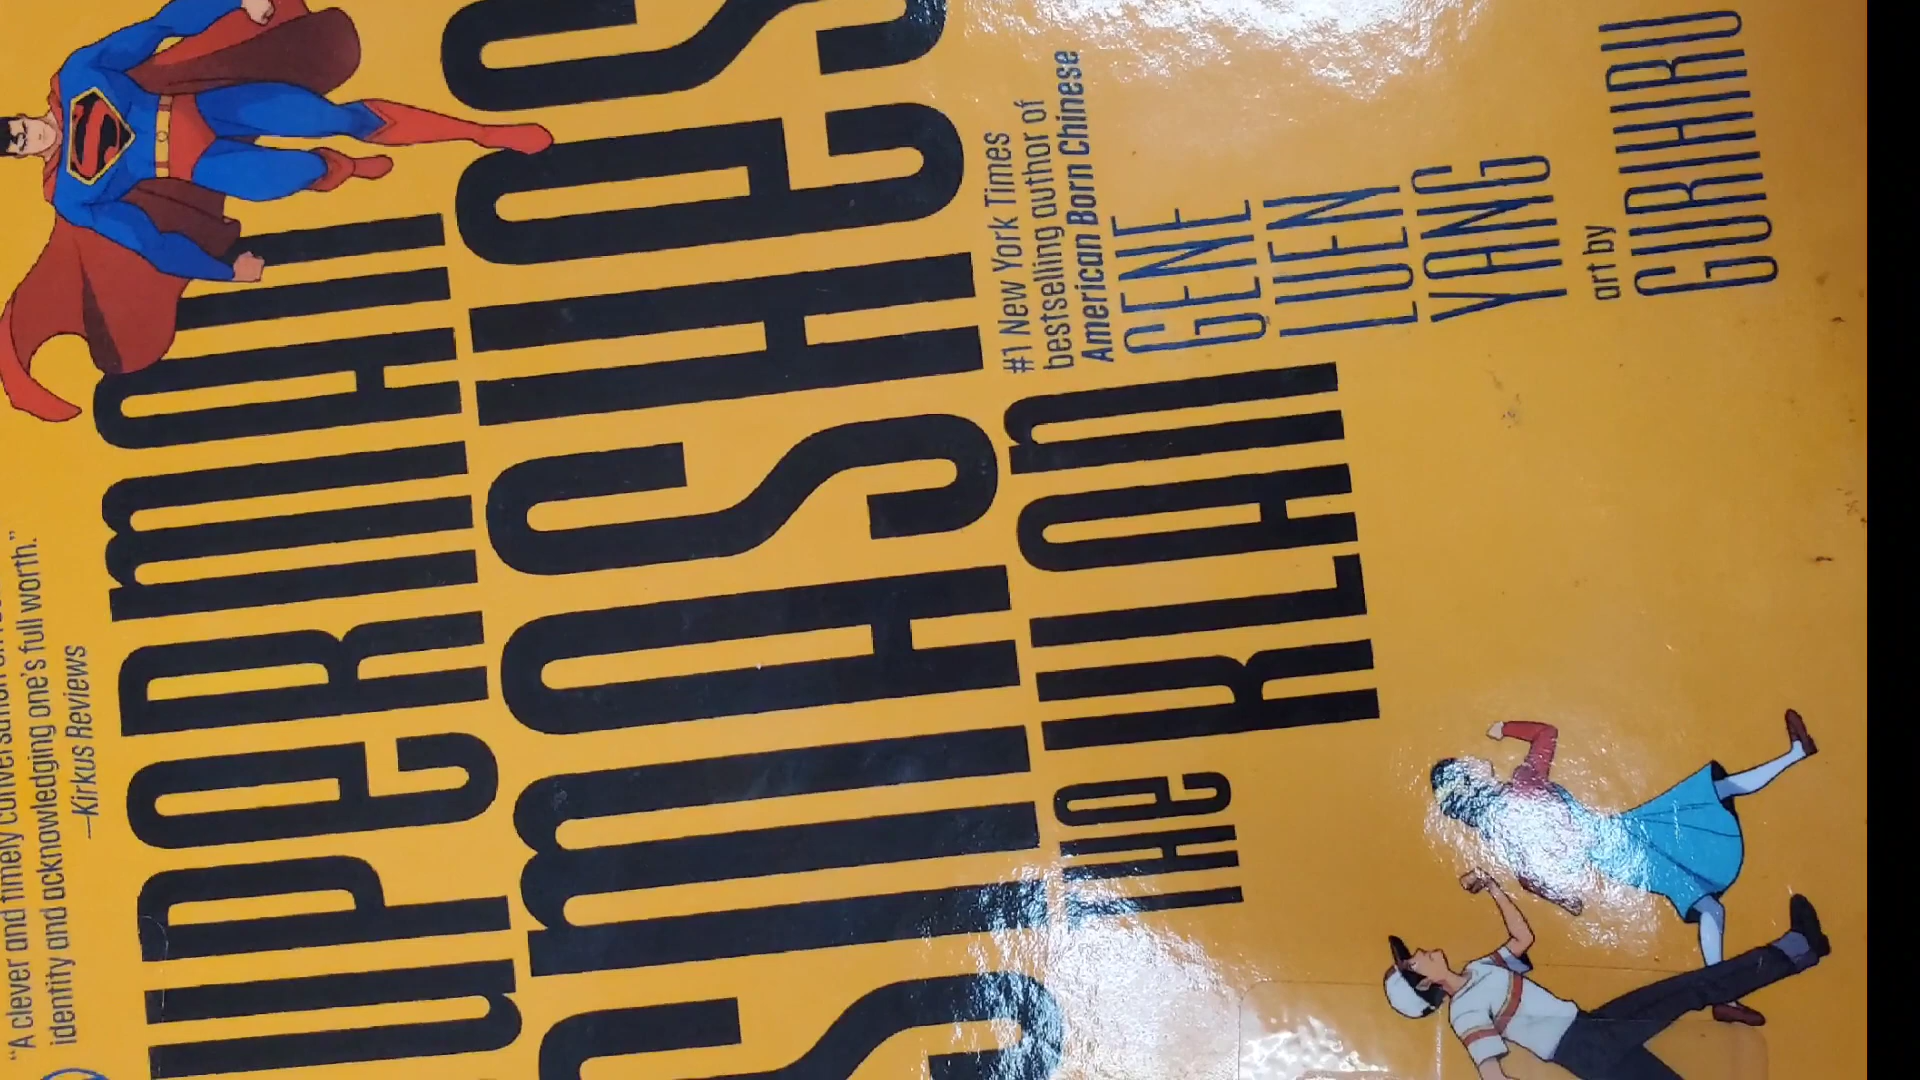 “A clever and timely conversation
identity and acknowledging one's full worth.”
—Kirkus Reviews
UPERMAN
SMASHES
THE KLAN
#1 New York Times
bestselling author of
American Born Chinese
GENE
LUEN
YANG
art by
GURIHIRU